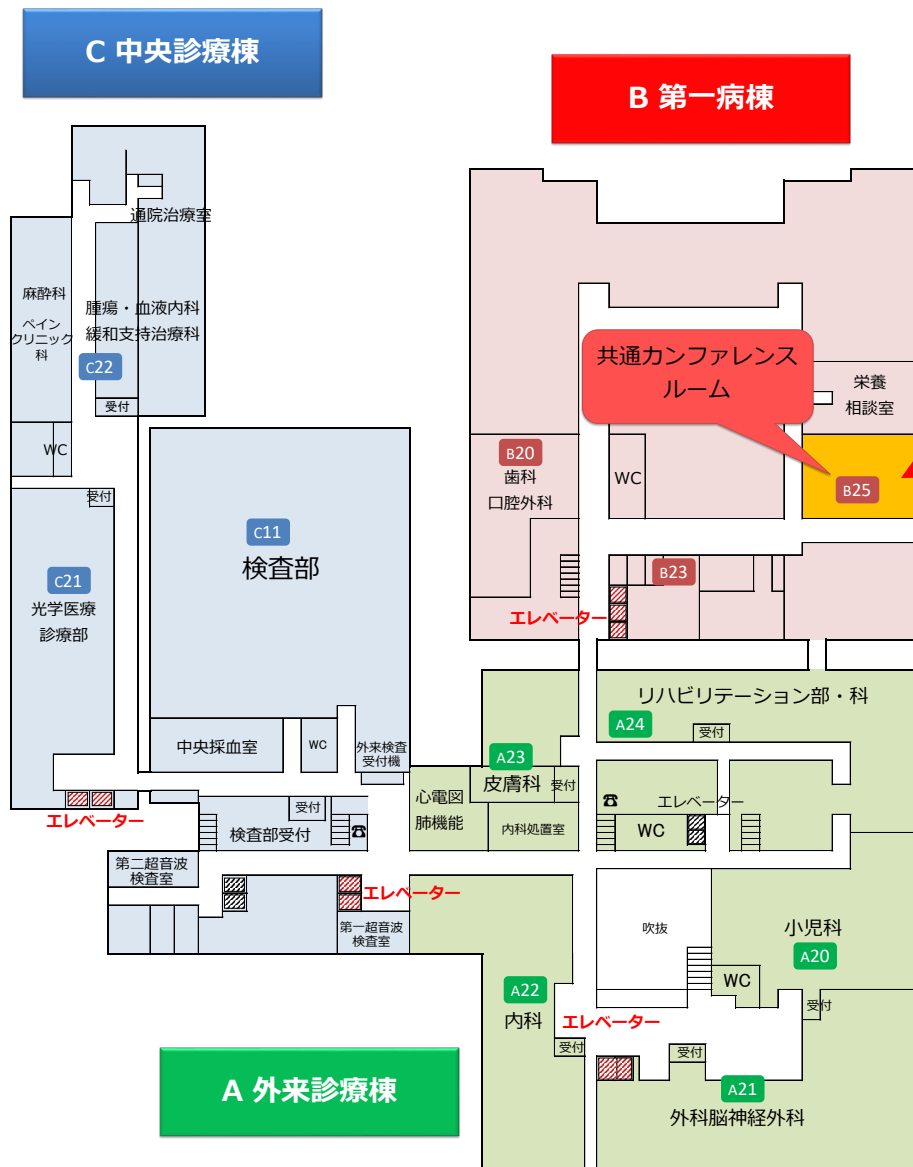 C 中央診療棟
B 第一病棟
通院治療室
麻酔科
ペイン
クリニック
科
腫瘍・血液内科
緩和支持治療科
C22
受付
WC
受付
C21
光学医療
診療部
C11
検査部
中央採血室
WC
外来検査
受付機
エレベーター
受付
検査部受付
☎
第二超音波
検査室
エレベーター
第一超音波
検査室
共通カンファレンス
ルーム
栄養
相談室
B20
歯科
口腔外科
WC
B25
B23
エレベーター
リハビリテーション部・科
A24
受付
A23
皮膚科
受付
心電図
肺機能
内科処置室
☎
エレベーター
WC
吹抜
小児科
A20
WC
受付
A22
内科
エレベーター
受付
受付
A21
外科脳神経外科
A 外来診療棟